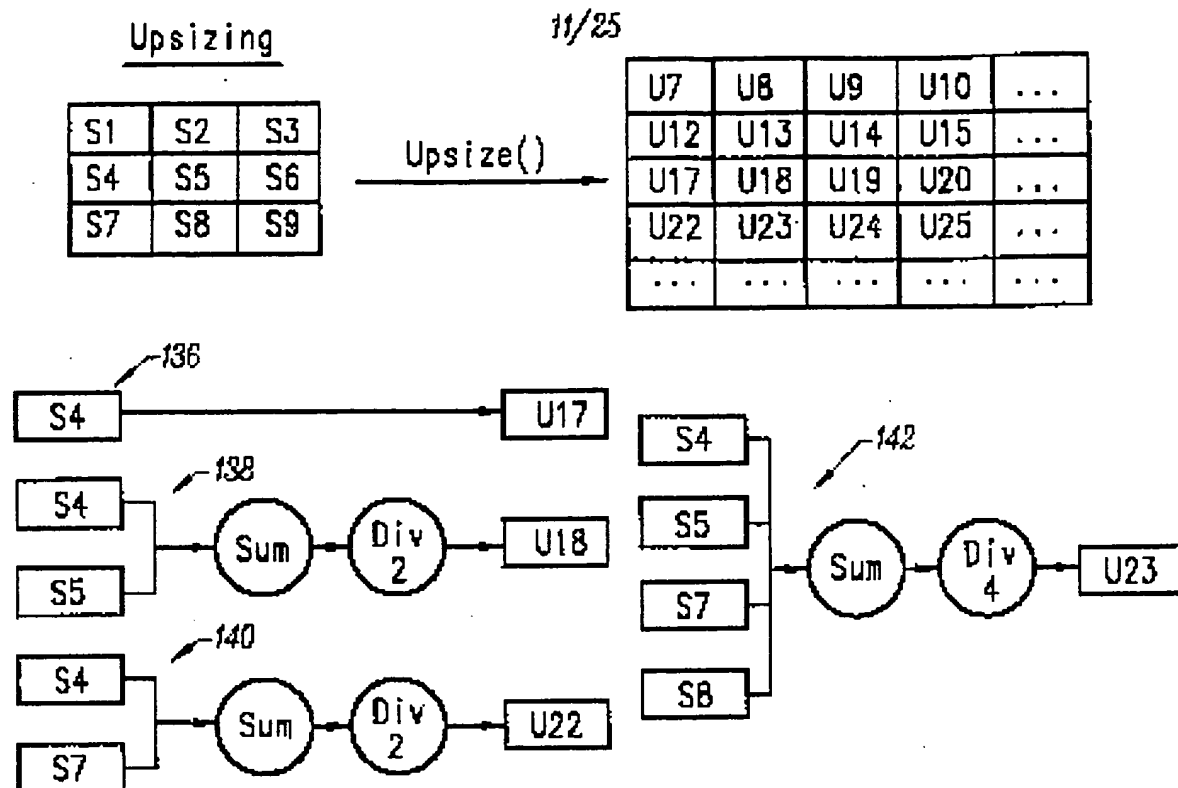 Upsizing
11/25
S1 S2 S3
S4 S5 S6
S7 S8 S9
Upsize()
U7 U8 U9 U10 ...
U12 U13 U14 U15 ...
U17 U18 U19 U20 ...
U22 U23 U24 U25 ...
... ... ... ... ...
136
S4
U17
138
S4
S5
Sum
Div 2
U18
140
S4
S7
Sum
Div 2
U22
142
S4
S5
S7
S8
Sum
Div 4
U23